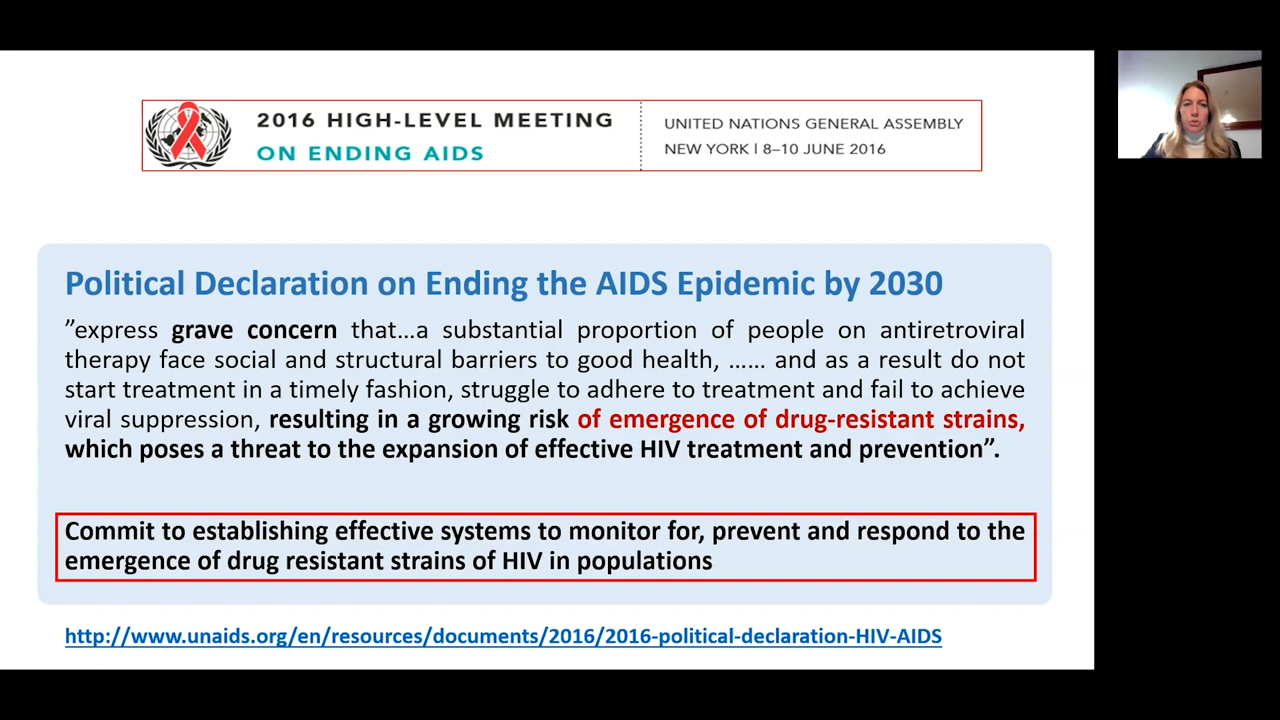 2016 HIGH-LEVEL MEETING
ON ENDING AIDS
UNITED NATIONS GENERAL ASSEMBLY
NEW YORK | 8–10 JUNE 2016
Political Declaration on Ending the AIDS Epidemic by 2030
”express grave concern that…a substantial proportion of people on antiretroviral
therapy face social and structural barriers to good health, …… and as a result do not
start treatment in a timely fashion, struggle to adhere to treatment and fail to achieve
viral suppression, resulting in a growing risk of emergence of drug-resistant strains,
which poses a threat to the expansion of effective HIV treatment and prevention”.
Commit to establishing effective systems to monitor for, prevent and respond to the
emergence of drug resistant strains of HIV in populations
http://www.unaids.org/en/resources/documents/2016/2016-political-declaration-HIV-AIDS